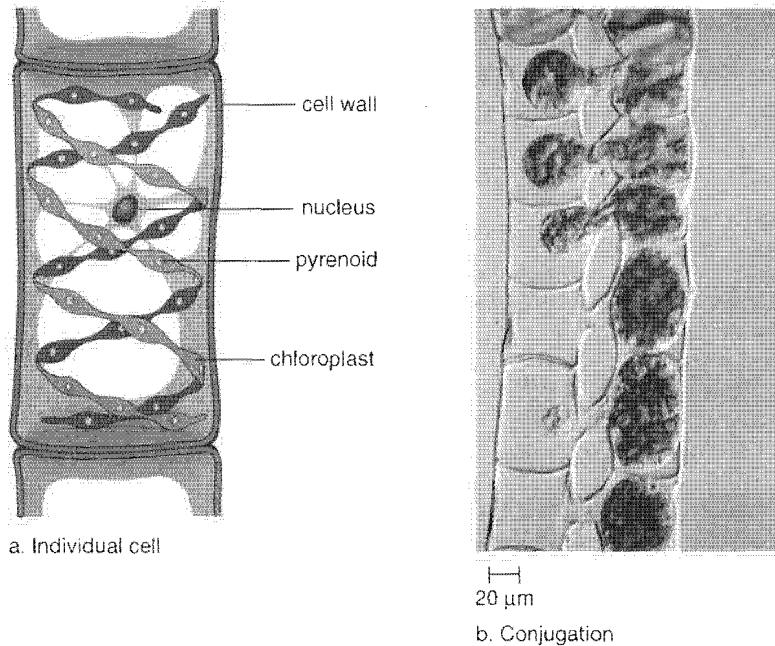 cell wall
nucleus
pyrenoid
chloroplast
a. Individual cell
20 μm
b. Conjugation